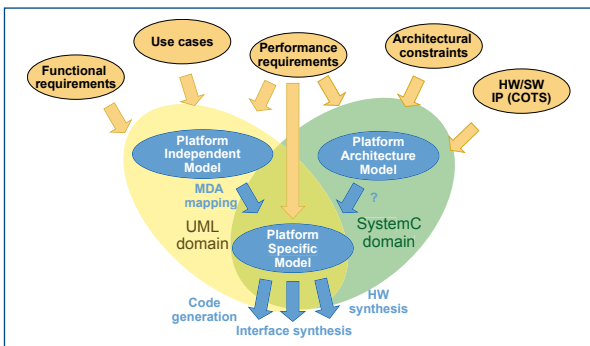 Use cases
Performance
requirements
Architectural
constraints
Functional
requirements
HW/SW
IP (COTS)
Platform
Independent
Model
Platform
Architecture
Model
MDA
mapping
?
UML
domain
SystemC
domain
Platform
Specific
Model
Code
generation
HW
synthesis
Interface synthesis